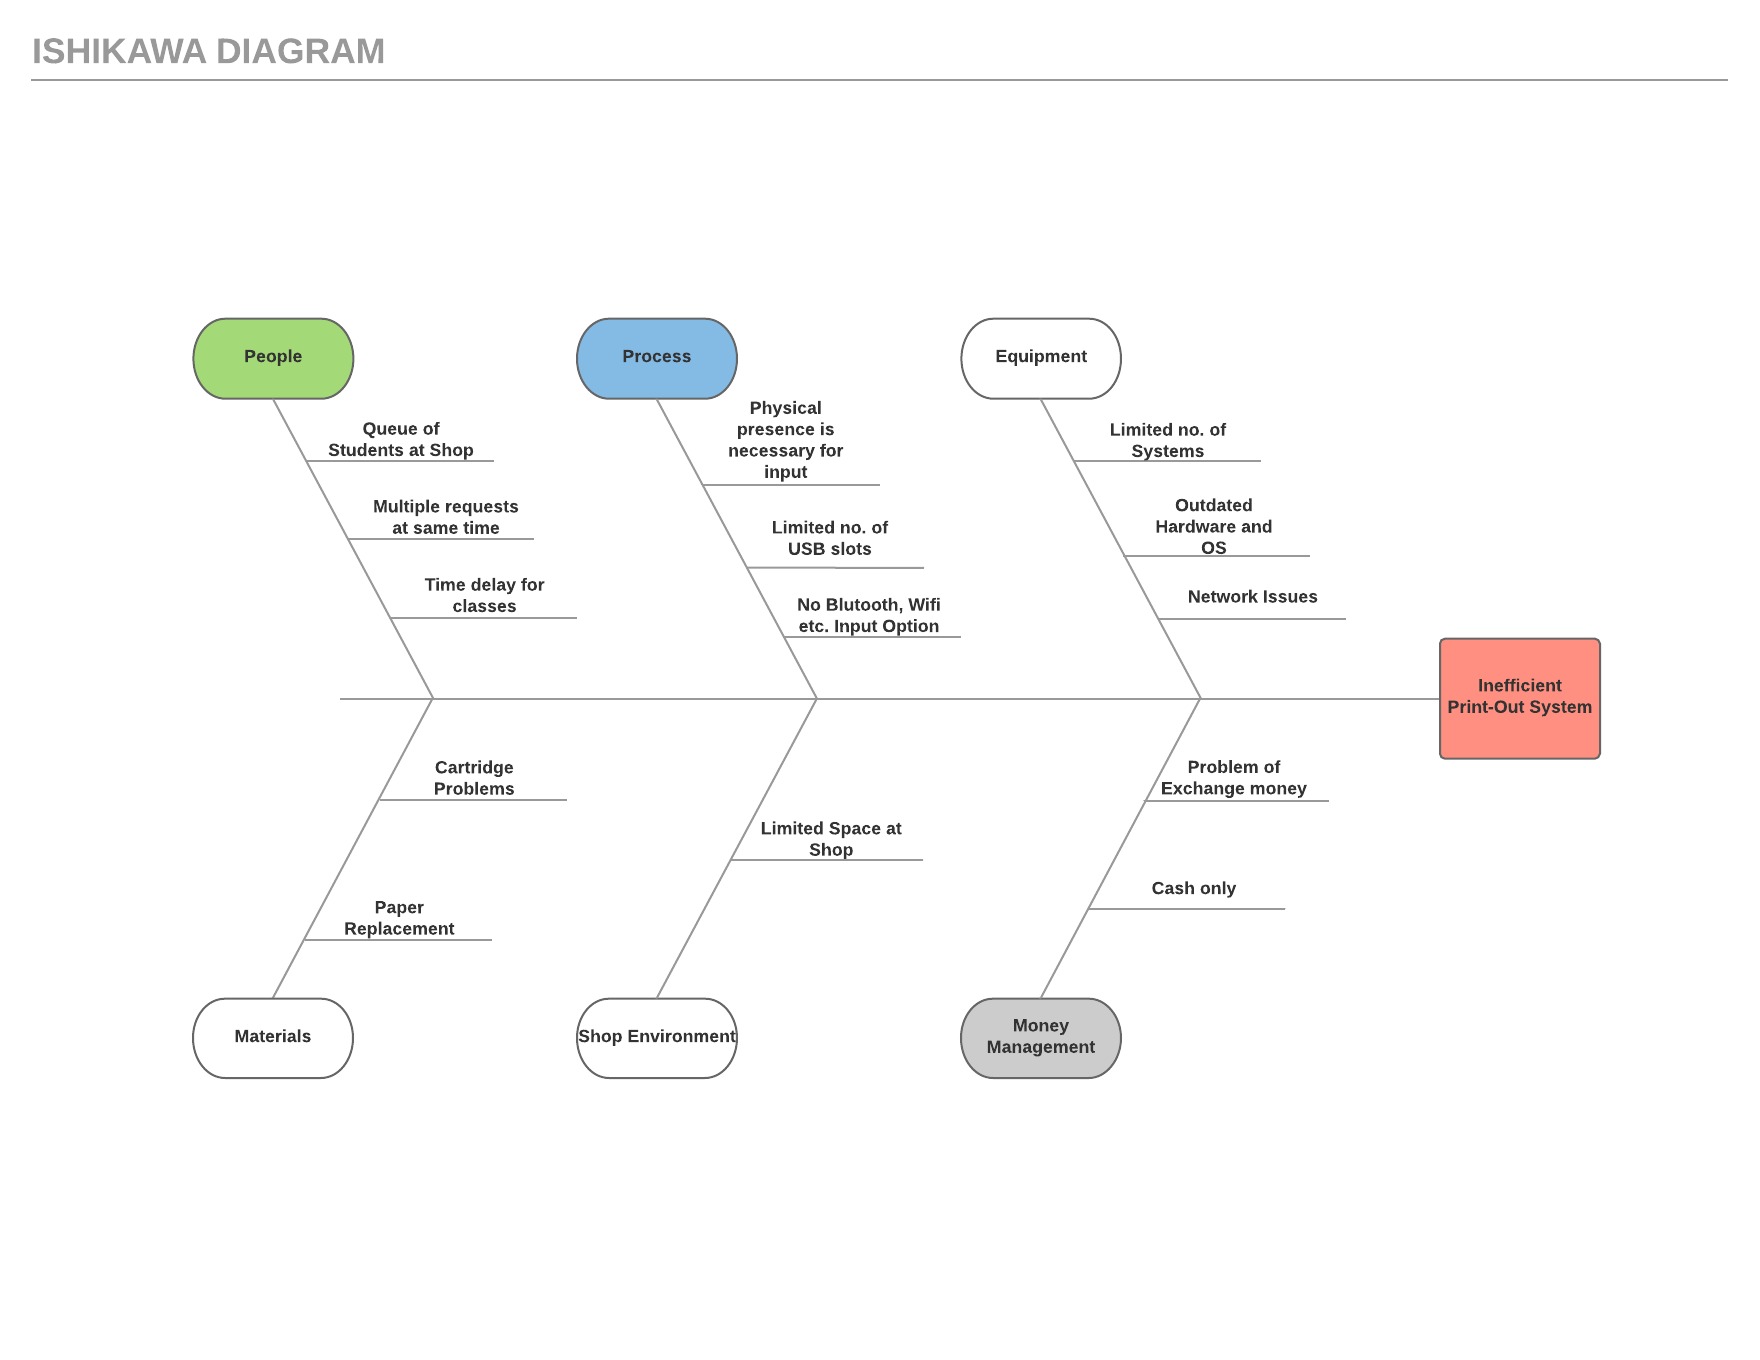 ISHIKAWA DIAGRAM
People
Process
Equipment
Queue of
Students at Shop
Multiple requests
at same time
Time delay for
classes
Physical
presence is
necessary for
input
Limited no. of
USB slots
No Blutooth, Wifi
etc. Input Option
Limited no. of
Systems
Outdated
Hardware and
OS
Network Issues
Inefficient
Print-Out System
Cartridge
Problems
Paper
Replacement
Limited Space at
Shop
Problem of
Exchange money
Cash only
Materials
Shop Environment
Money
Management